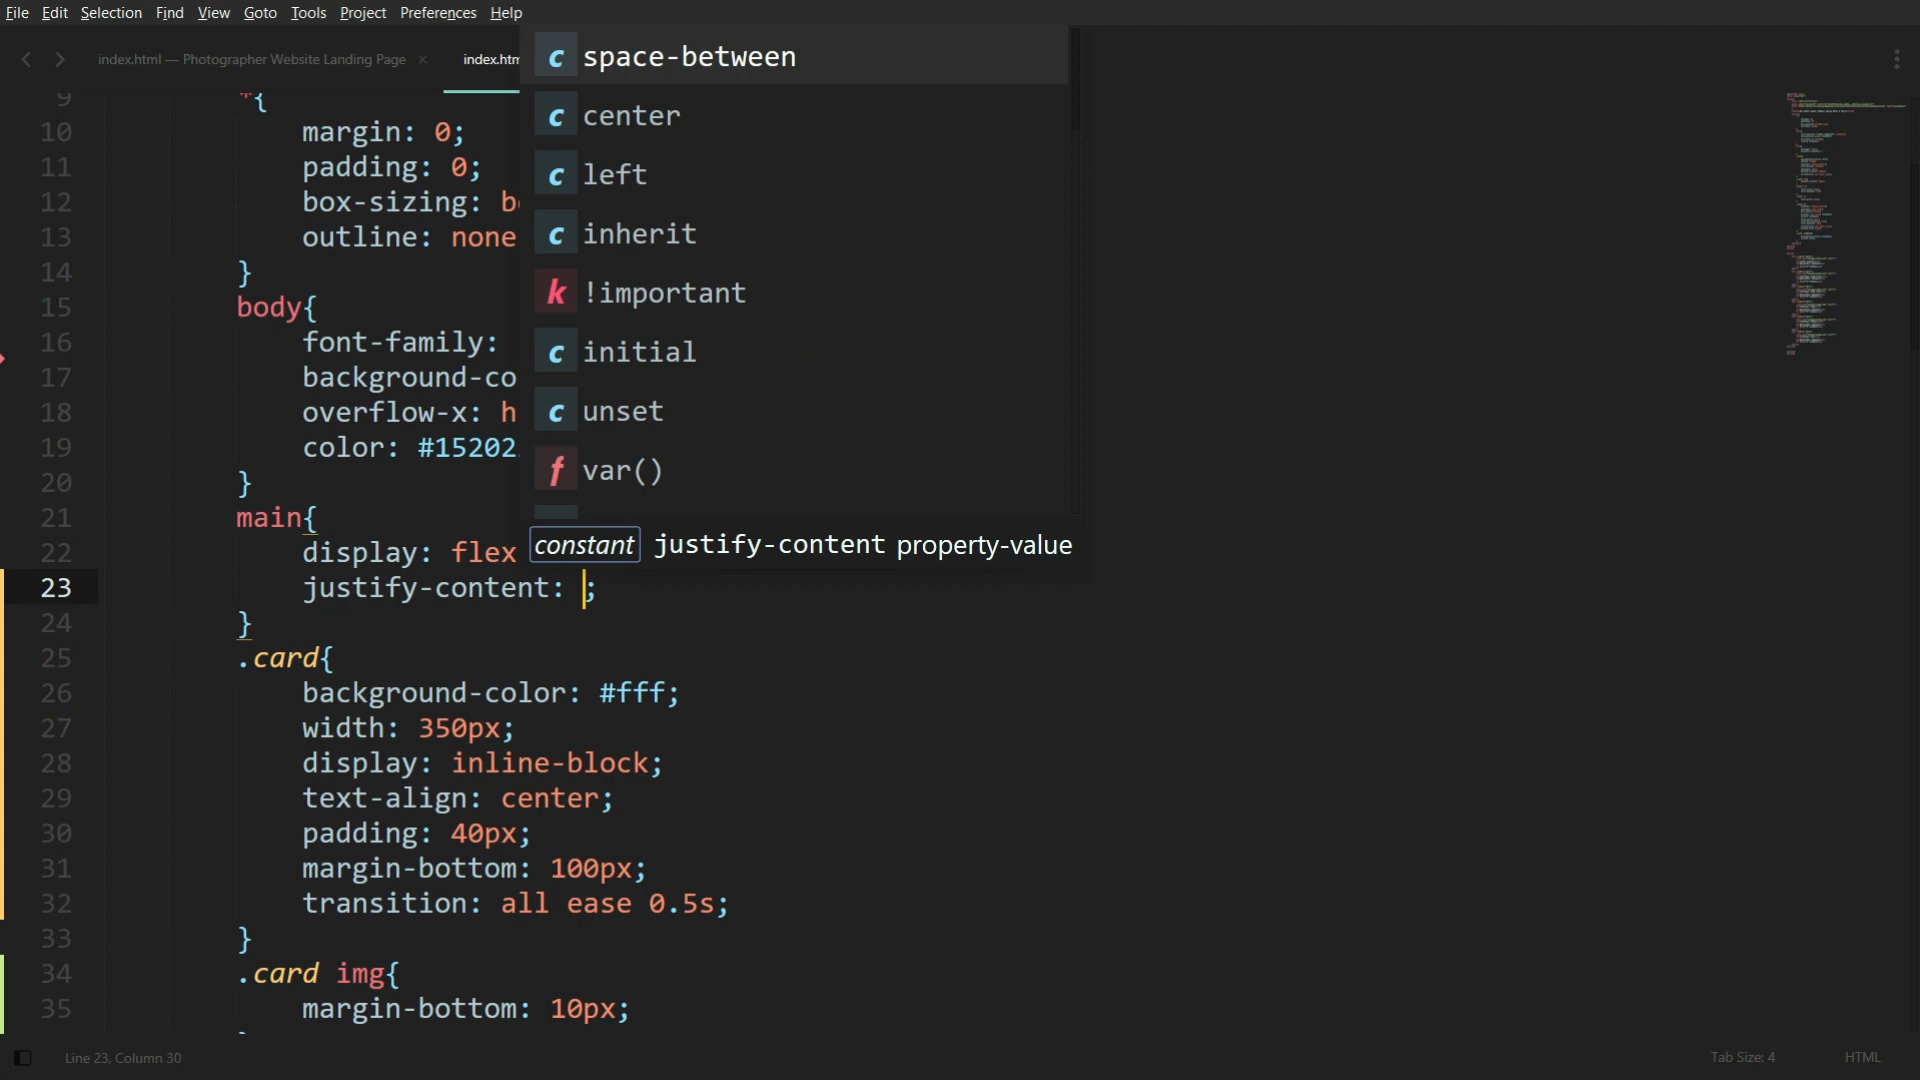 File Edit Selection Find View Goto Tools Project Preferences Help
index.html — Photographer Website Landing Page × index.htm
9 *{
10 margin: 0;
11 padding: 0;
12 box-sizing: b
13 outline: none
14 }
15 body{
16 font-family:
17 background-co
18 overflow-x: h
19 color: #15202
20 }
21 main{
22 display: flex
23 justify-content: ;
24 }
25 .card{
26 background-color: #fff;
27 width: 350px;
28 display: inline-block;
29 text-align: center;
30 padding: 40px;
31 margin-bottom: 100px;
32 transition: all ease 0.5s;
33 }
34 .card img{
35 margin-bottom: 10px;
c space-between
c center
c left
c inherit
k !important
c initial
c unset
f var()
constant justify-content property-value
Line 23, Column 30
Tab Size: 4
HTML